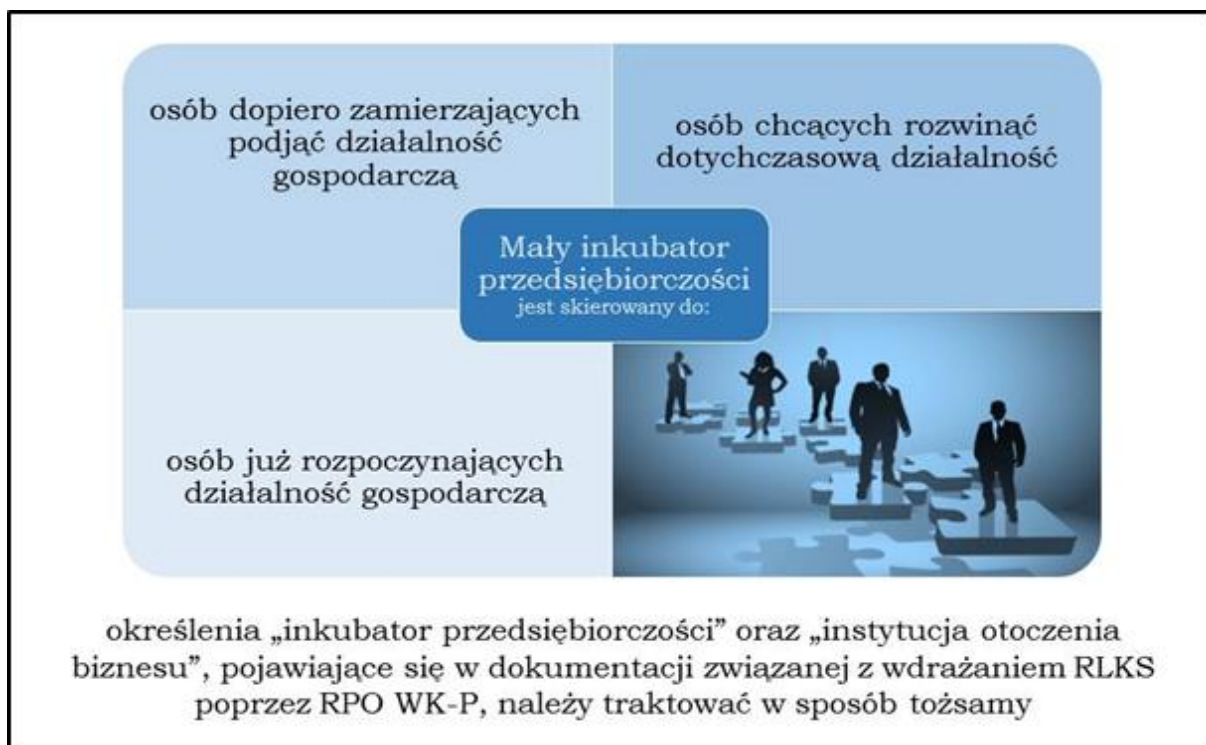 osób dopiero zamierzających
podjąć działalność
gospodarczą
osób chcących rozwinąć
dotychczasową działalność
Mały inkubator
przedsiębiorczości
jest skierowany do:
osób już rozpoczynających
działalność gospodarczą
określenia „inkubator przedsiębiorczości” oraz „instytucja otoczenia
biznesu”, pojawiające się w dokumentacji związanej z wdrażaniem RLKS
poprzez RPO WK-P, należy traktować w sposób tożsamy